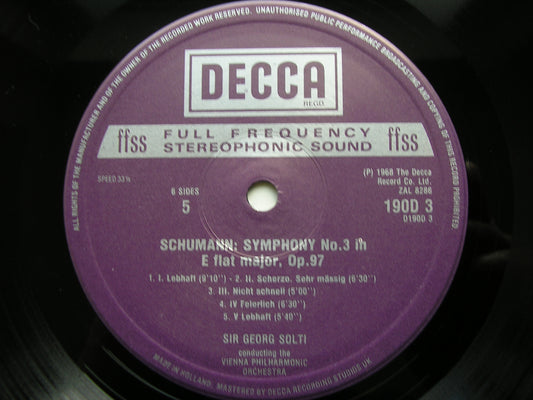 ALL RIGHTS OF THE MANUFACTURER AND OF THE OWNER OF THE RECORDED WORK RESERVED. UNAUTHORISED PUBLIC PERFORMANCE BROADCASTING AND COPYING OF THIS RECORD PROHIBITED
DECCA
REGD.
ffss FULL FREQUENCY STEREOPHONIC SOUND ffss
SPEED 33⅓
(P) 1968 The Decca
Record Co. Ltd.
ZAL 8286
6 SIDES
5
190D 3
D190D 3
SCHUMANN: SYMPHONY No.3 in
E flat major, Op.97
1. I. Lebhaft (9'10'') - 2. II. Scherzo. Sehr mässig (6'30'')
3. III. Nicht schnell (5'00'')
4. IV Feierlich (6'30'')
5. V Lebhaft (5'40'')
SIR GEORG SOLTI
conducting the
VIENNA PHILHARMONIC
ORCHESTRA
MADE IN HOLLAND. MASTERED BY DECCA RECORDING STUDIOS UK